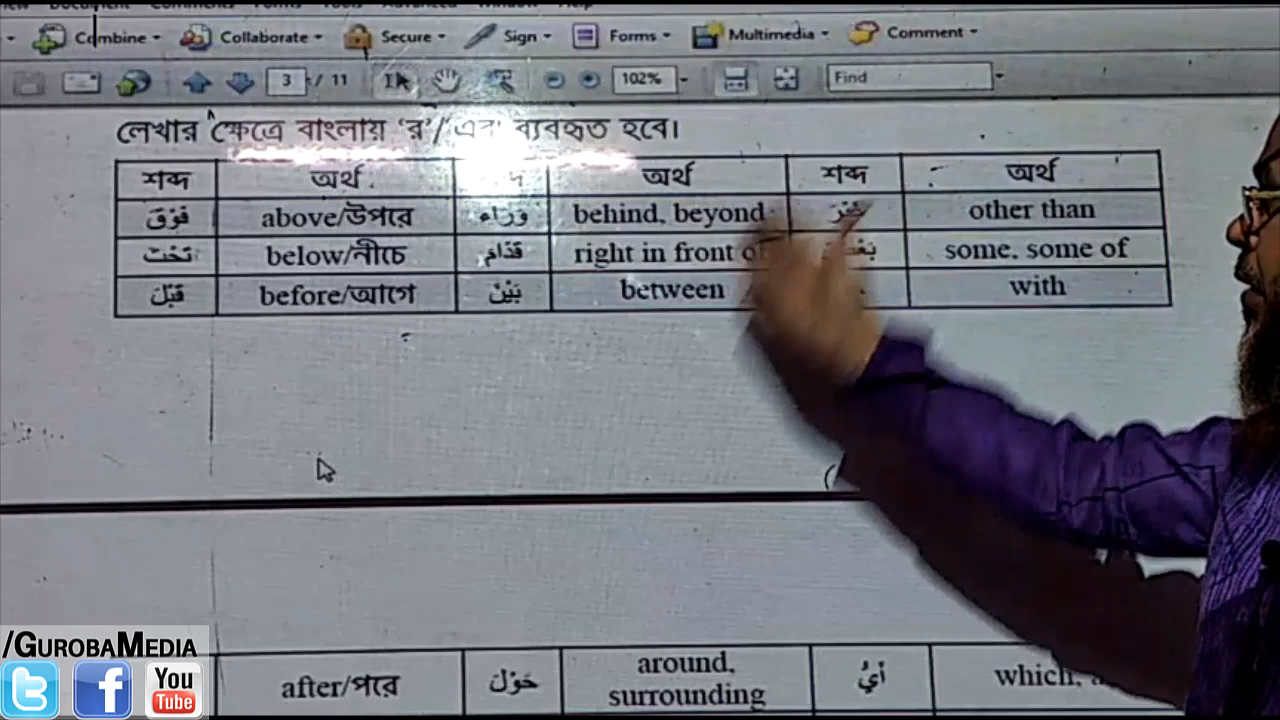 Combine Collaborate Secure Sign Forms Multimedia Comment
3 / 11 102% Find
লেখার ক্ষেত্রে বাংলায় ‘র’/‘এর’ ব্যবহৃত হবে।
শব্দ অর্থ অর্থ শব্দ অর্থ
فَوْقَ above/উপরে وَرَاء behind, beyond other than
تَحْتَ below/নীচে قُدَّامَ right in front of some, some of
قَبْلَ before/আগে بَيْنَ between with
/GUROBAMEDIA
after/পরে حَوْلَ around, surrounding أَيُّ which,
You Tube